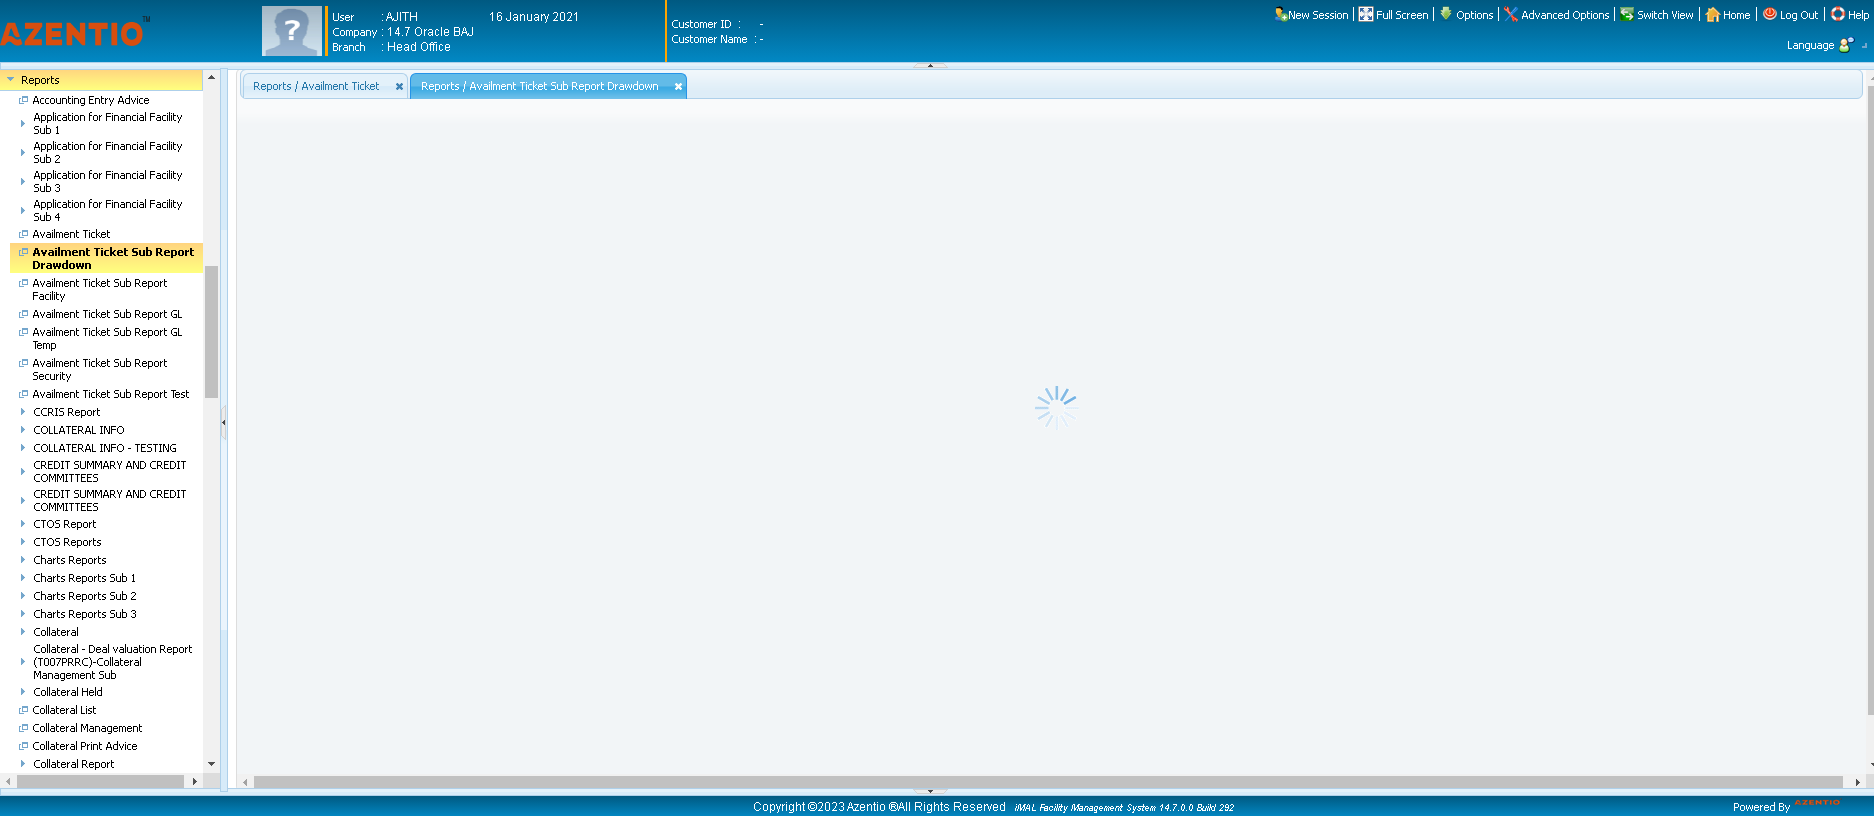 AZENTIO™
User : AJITH 16 January 2021
Company : 14.7 Oracle BAJ
Branch : Head Office
Customer ID : -
Customer Name : -
New Session Full Screen Options Advanced Options Switch View Home Log Out Help
Language
Reports
Accounting Entry Advice
Application for Financial Facility
Sub 1
Application for Financial Facility
Sub 2
Application for Financial Facility
Sub 3
Application for Financial Facility
Sub 4
Availment Ticket
Availment Ticket Sub Report
Drawdown
Availment Ticket Sub Report
Facility
Availment Ticket Sub Report GL
Availment Ticket Sub Report GL
Temp
Availment Ticket Sub Report
Security
Availment Ticket Sub Report Test
CCRIS Report
COLLATERAL INFO
COLLATERAL INFO - TESTING
CREDIT SUMMARY AND CREDIT
COMMITTEES
CREDIT SUMMARY AND CREDIT
COMMITTEES
CTOS Report
CTOS Reports
Charts Reports
Charts Reports Sub 1
Charts Reports Sub 2
Charts Reports Sub 3
Collateral
Collateral - Deal valuation Report
(T007PRRC)-Collateral
Management Sub
Collateral Held
Collateral List
Collateral Management
Collateral Print Advice
Collateral Report
Reports / Availment Ticket
Reports / Availment Ticket Sub Report Drawdown
Copyright ©2023 Azentio ®All Rights Reserved iMAL Facility Management System 14.7.0.0 Build 292
Powered By AZENTIO